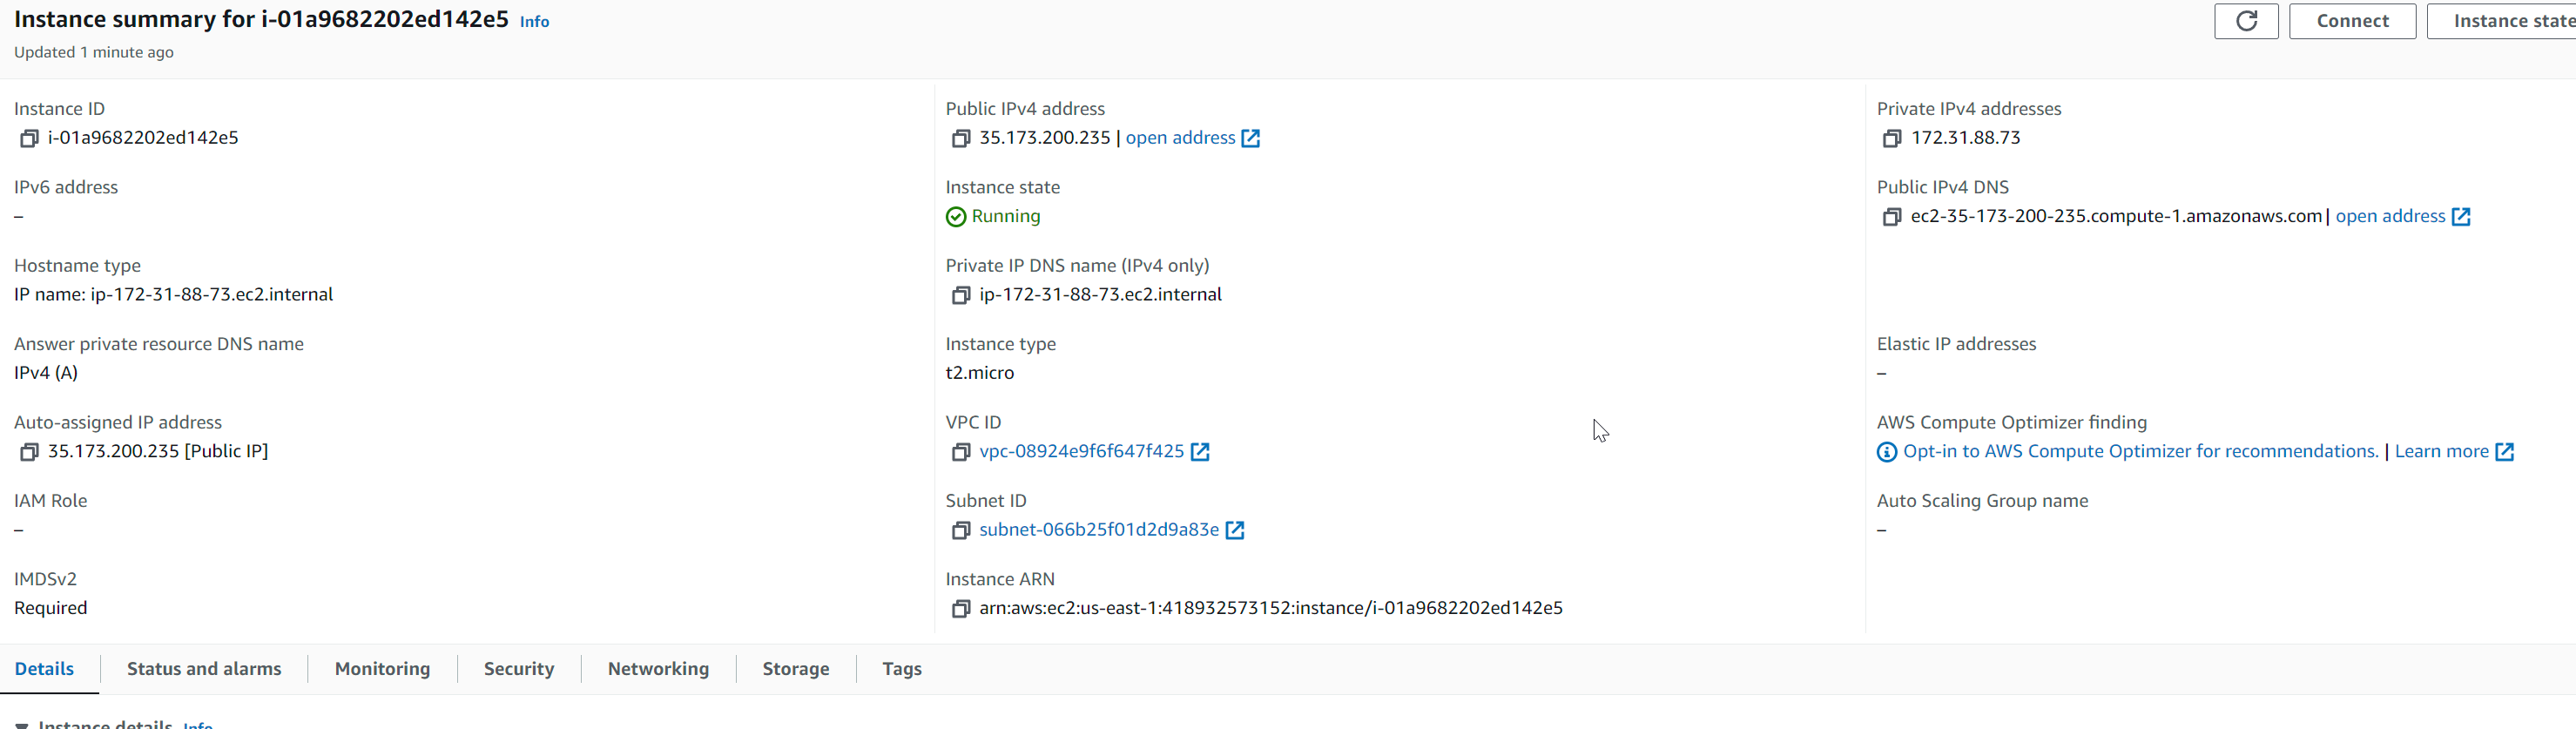 Instance summary for i-01a9682202ed142e5 Info
Updated 1 minute ago
Connect
Instance state
Instance ID
i-01a9682202ed142e5
Public IPv4 address
35.173.200.235 | open address
Private IPv4 addresses
172.31.88.73
IPv6 address
–
Instance state
Running
Public IPv4 DNS
ec2-35-173-200-235.compute-1.amazonaws.com | open address
Hostname type
IP name: ip-172-31-88-73.ec2.internal
Private IP DNS name (IPv4 only)
ip-172-31-88-73.ec2.internal
Answer private resource DNS name
IPv4 (A)
Instance type
t2.micro
Elastic IP addresses
–
Auto-assigned IP address
35.173.200.235 [Public IP]
VPC ID
vpc-08924e9f6f647f425
AWS Compute Optimizer finding
Opt-in to AWS Compute Optimizer for recommendations. | Learn more
IAM Role
–
Subnet ID
subnet-066b25f01d2d9a83e
Auto Scaling Group name
–
IMDSv2
Required
Instance ARN
arn:aws:ec2:us-east-1:418932573152:instance/i-01a9682202ed142e5
Details
Status and alarms
Monitoring
Security
Networking
Storage
Tags
Instance details Info